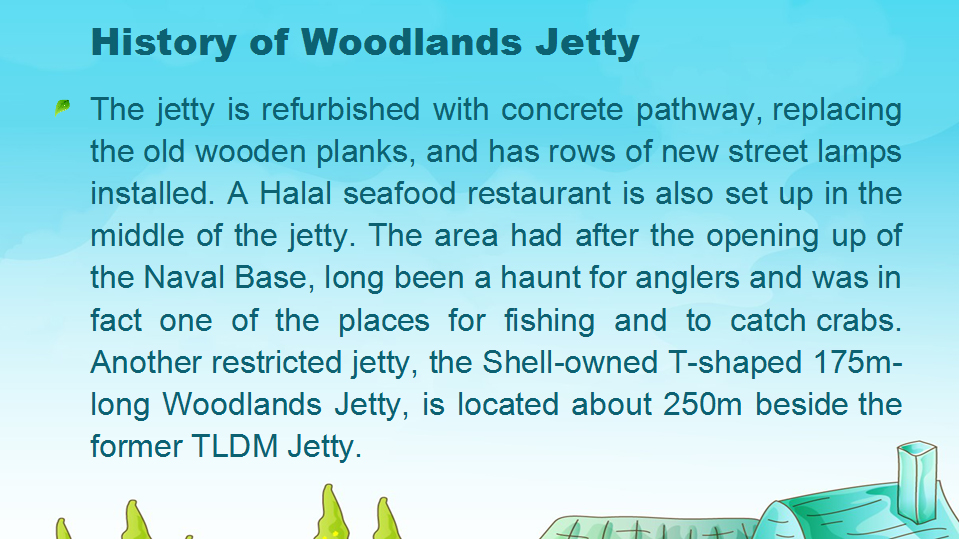 History of Woodlands Jetty
The jetty is refurbished with concrete pathway, replacing
the old wooden planks, and has rows of new street lamps
installed. A Halal seafood restaurant is also set up in the
middle of the jetty. The area had after the opening up of
the Naval Base, long been a haunt for anglers and was in
fact one of the places for fishing and to catch crabs.
Another restricted jetty, the Shell-owned T-shaped 175m-
long Woodlands Jetty, is located about 250m beside the
former TLDM Jetty.